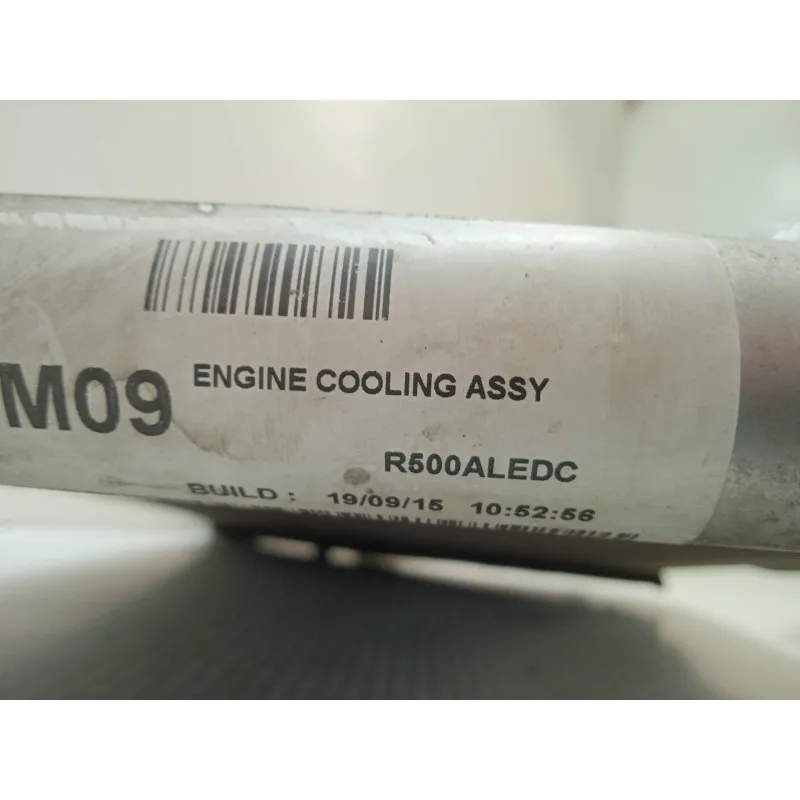 M09
ENGINE COOLING ASSY
R500ALEDC
BUILD : 19/09/15 10:52:56